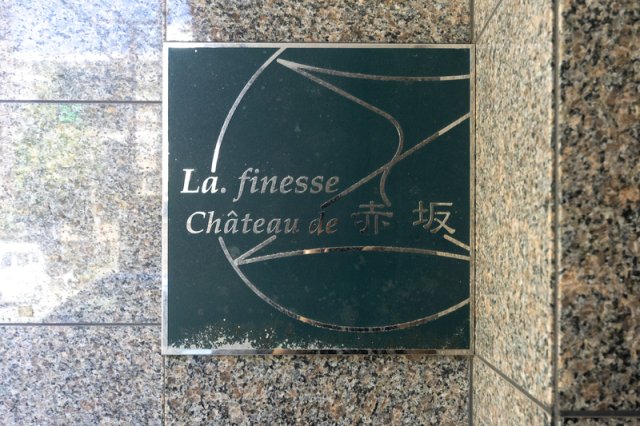 La. finesse
Château de 赤坂